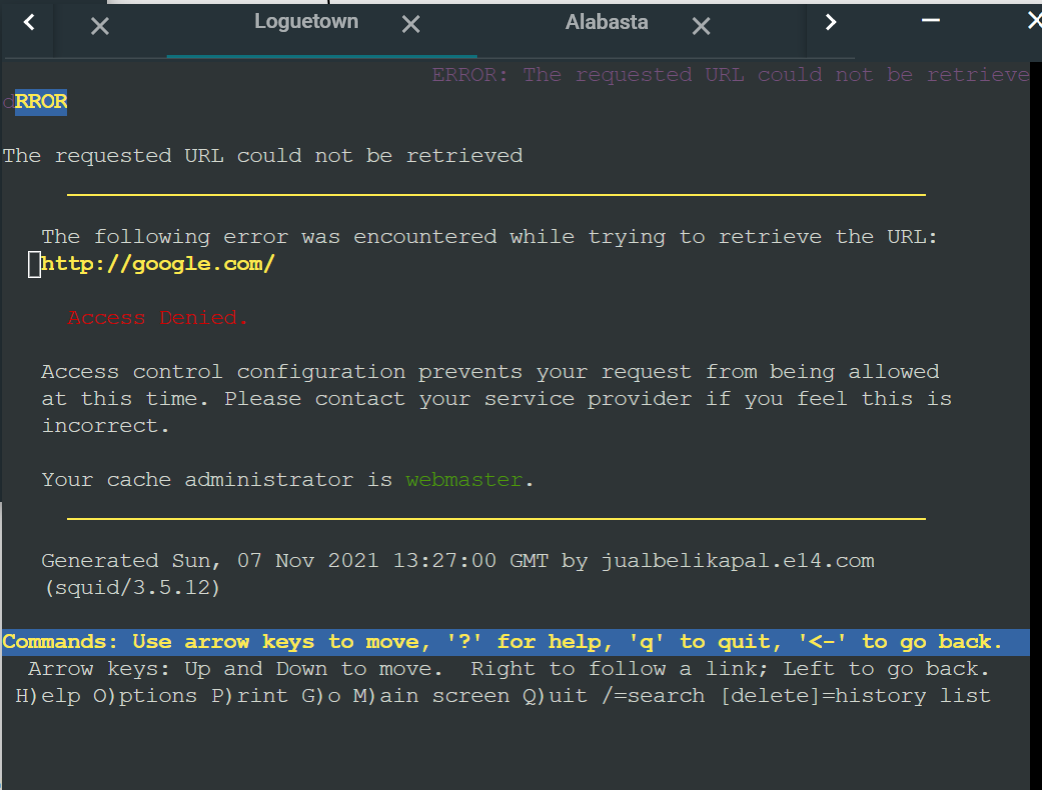 Loguetown
Alabasta
ERROR: The requested URL could not be retrieve
dRROR
The requested URL could not be retrieved
The following error was encountered while trying to retrieve the URL:
http://google.com/
Access Denied.
Access control configuration prevents your request from being allowed
at this time. Please contact your service provider if you feel this is
incorrect.
Your cache administrator is webmaster.
Generated Sun, 07 Nov 2021 13:27:00 GMT by jualbelikapal.e14.com
(squid/3.5.12)
Commands: Use arrow keys to move, '?' for help, 'q' to quit, '<-' to go back.
Arrow keys: Up and Down to move.  Right to follow a link; Left to go back.
H)elp O)ptions P)rint G)o M)ain screen Q)uit /=search [delete]=history list